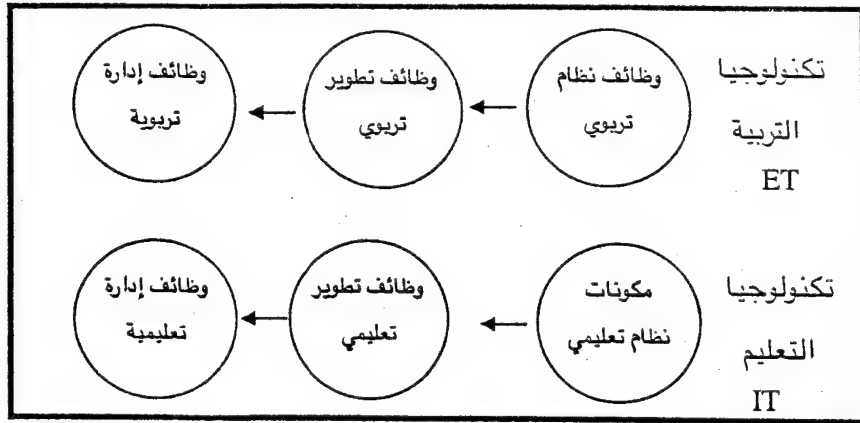 تكنولوجيا
التربية
ET
وظائف نظام
تربوي
وظائف تطوير
تربوي
وظائف إدارة
تربوية
تكنولوجيا
التعليم
IT
مكونات
نظام تعليمي
وظائف تطوير
تعليمي
وظائف إدارة
تعليمية